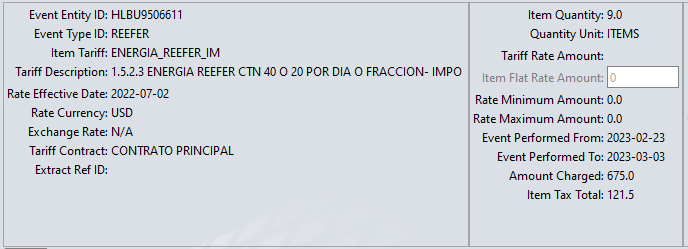 Event Entity ID: HLBU9506611
Event Type ID: REEFER
Item Tariff: ENERGIA_REEFER_IM
Tariff Description: 1.5.2.3 ENERGIA REEFER CTN 40 O 20 POR DIA O FRACCION- IMPO
Rate Effective Date: 2022-07-02
Rate Currency: USD
Exchange Rate: N/A
Tariff Contract: CONTRATO PRINCIPAL
Extract Ref ID:
Item Quantity: 9.0
Quantity Unit: ITEMS
Tariff Rate Amount:
Item Flat Rate Amount: 0
Rate Minimum Amount: 0.0
Rate Maximum Amount: 0.0
Event Performed From: 2023-02-23
Event Performed To: 2023-03-03
Amount Charged: 675.0
Item Tax Total: 121.5